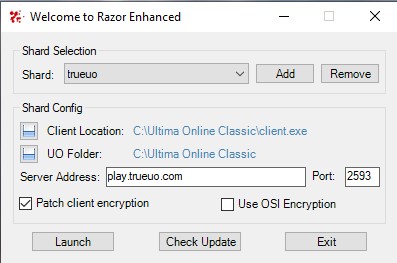 Welcome to Razor Enhanced
Shard Selection
Shard: trueuo Add Remove
Shard Config
Client Location: C:\Ultima Online Classic\client.exe
UO Folder: C:\Ultima Online Classic
Server Address: play.trueuo.com Port: 2593
Patch client encryption Use OSI Encryption
Launch Check Update Exit